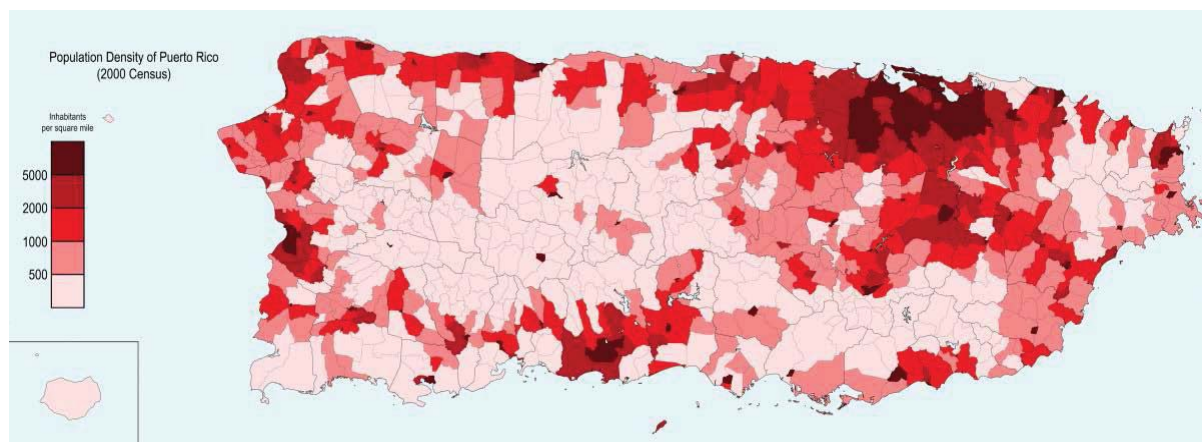 Population Density of Puerto Rico
(2000 Census)
Inhabitants
per square mile
5000
2000
1000
500